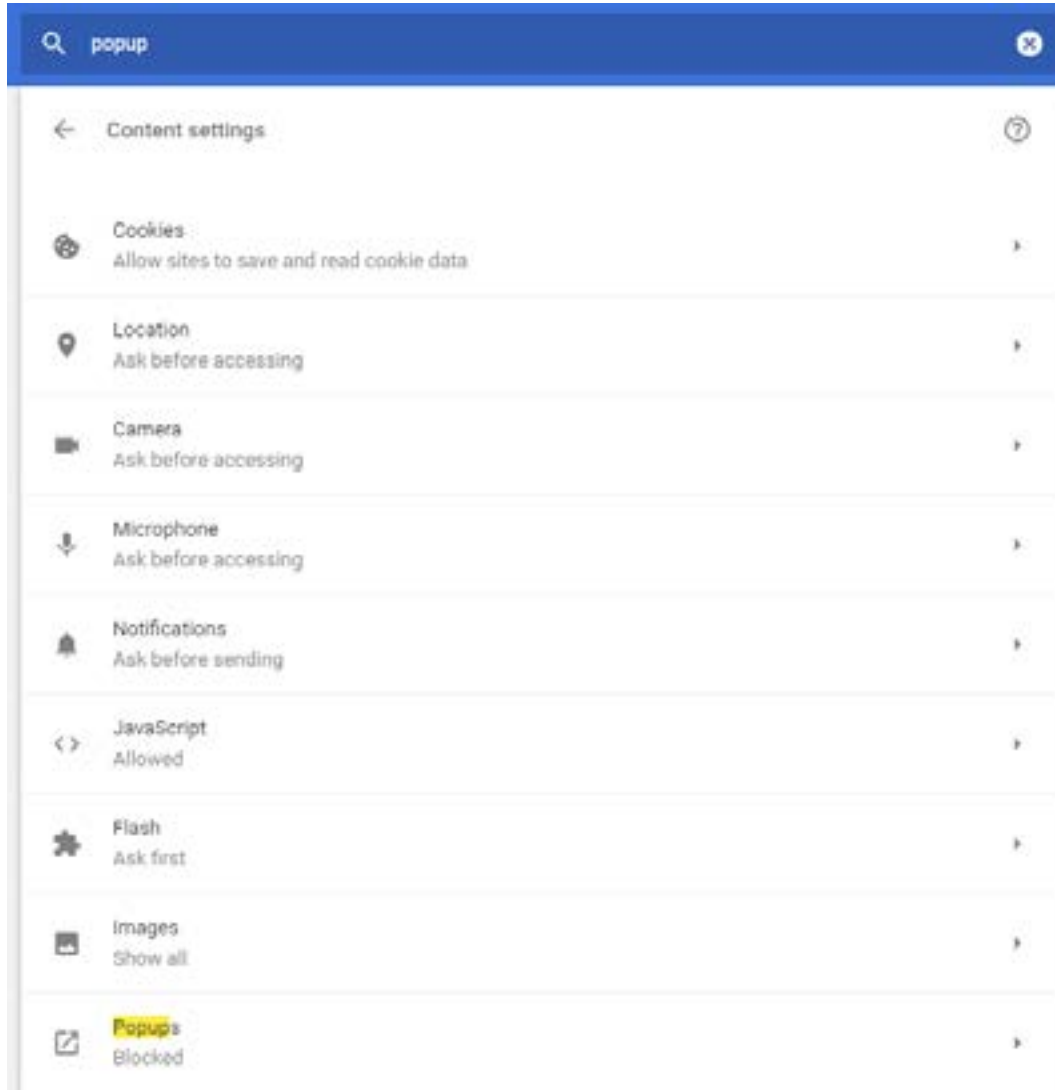 popup
Content settings
Cookies
Allow sites to save and read cookie data
Location
Ask before accessing
Camera
Ask before accessing
Microphone
Ask before accessing
Notifications
Ask before sending
JavaScript
Allowed
Flash
Ask first
Images
Show all
Popups
Blocked